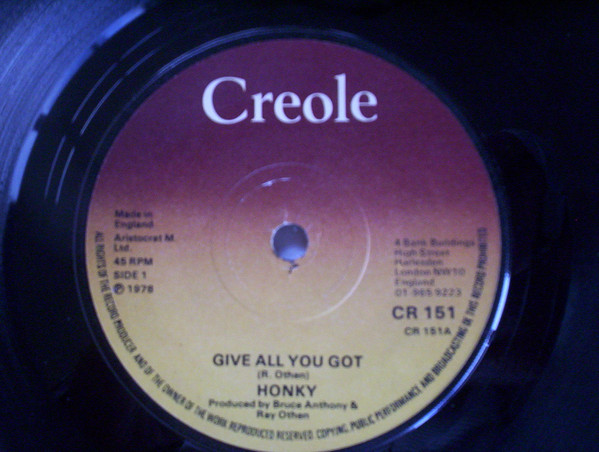 Creole
Made in
England
Aristocrat M.
Ltd.
45 RPM
SIDE 1
℗ 1978
4 Bank Buildings
High Street
Harlesden
London NW10
England
01-965 9223
CR 151
CR 151A
GIVE ALL YOU GOT
(R. Othen)
HONKY
Produced by Bruce Anthony &
Ray Othen
ALL RIGHTS OF THE RECORD PRODUCER AND OF THE OWNER OF THE WORK REPRODUCED RESERVED. COPYING, PUBLIC PERFORMANCE AND BROADCASTING OF THIS RECORD PROHIBITED